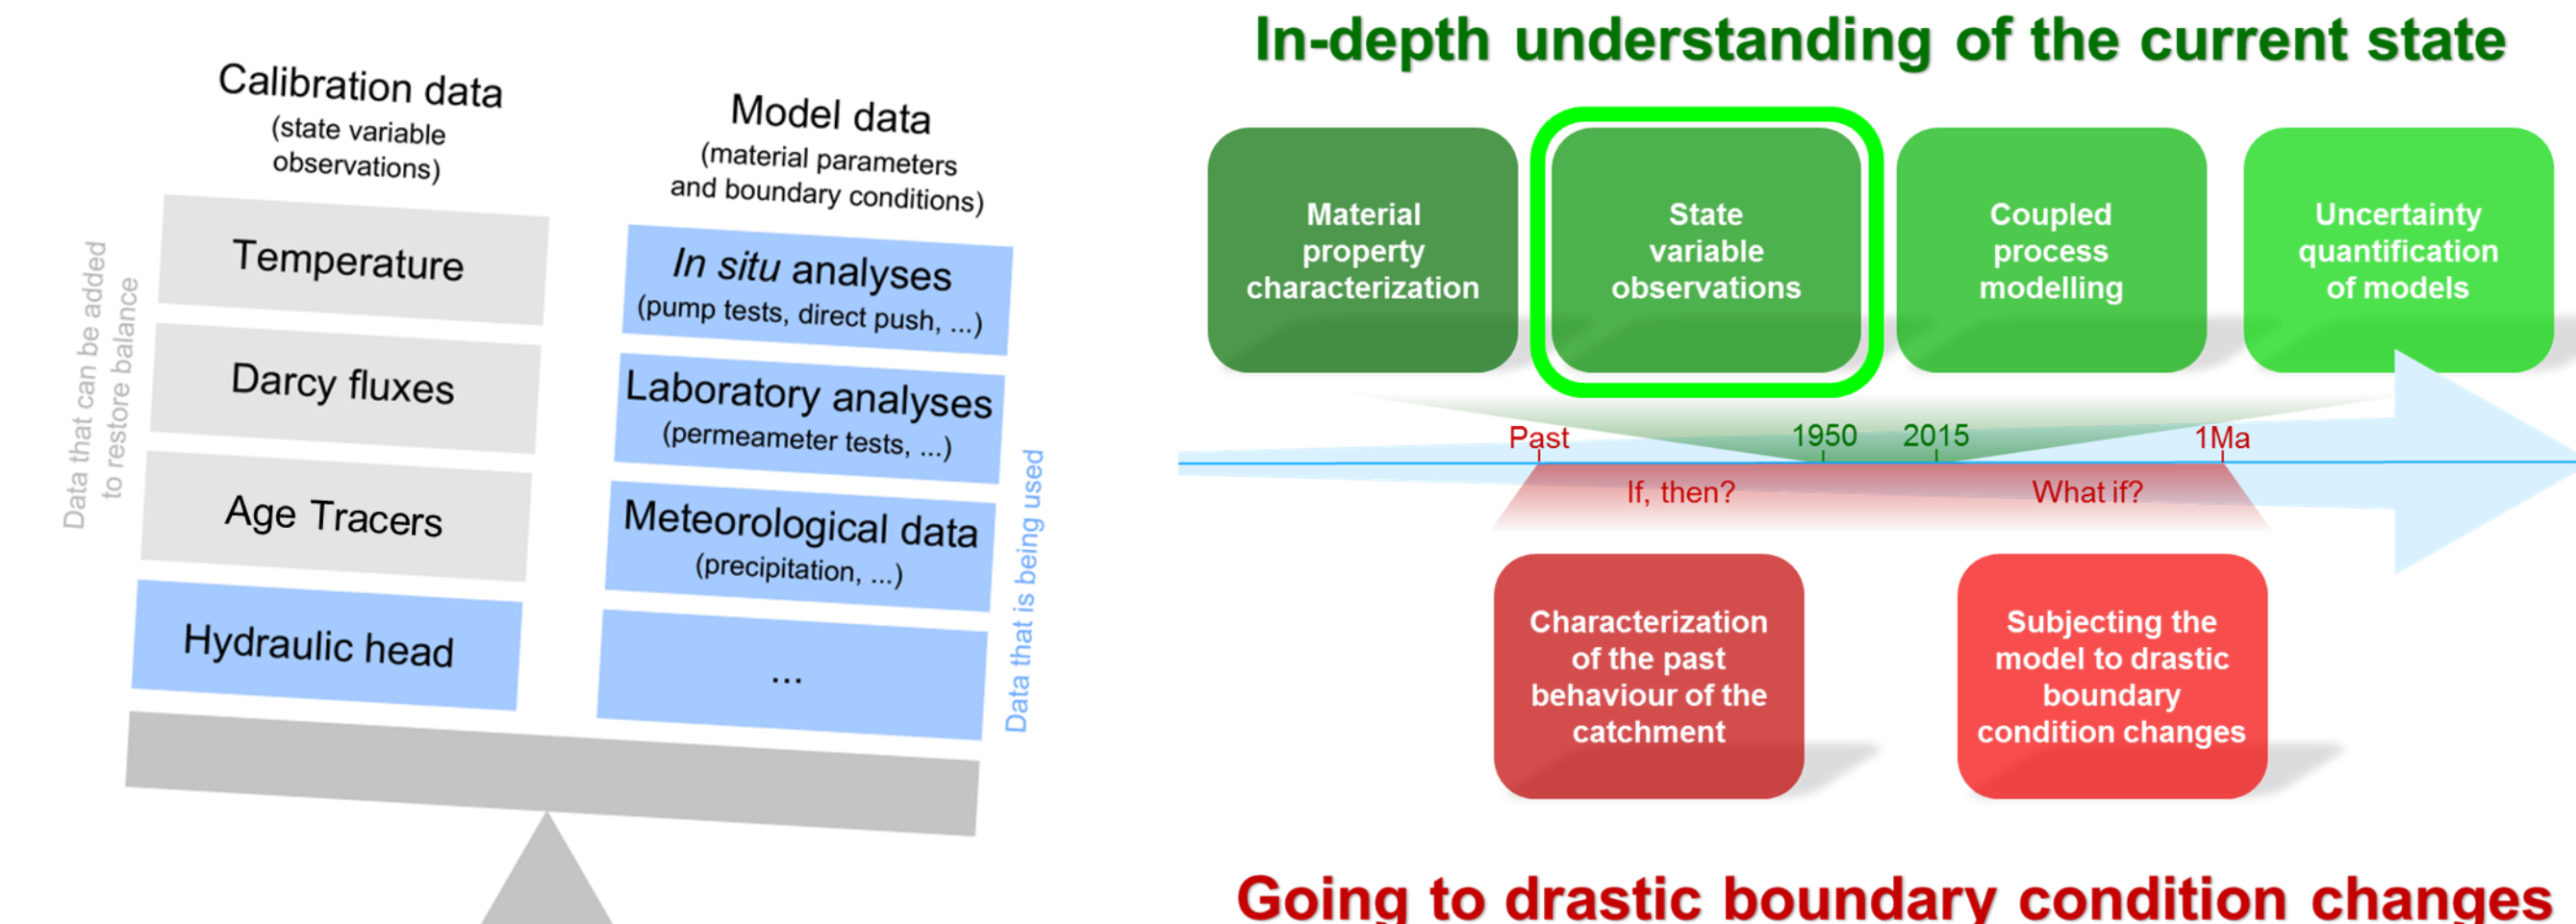 Calibration data
(state variable
observations)
Temperature
Darcy fluxes
Age Tracers
Hydraulic head
Data that can be added
to restore balance
Model data
(material parameters
and boundary conditions)
In situ analyses
(pump tests, direct push, ...)
Laboratory analyses
(permeameter tests, ...)
Meteorological data
(precipitation, ...)
...
Data that is being used
In-depth understanding of the current state
Material
property
characterization
State
variable
observations
Coupled
process
modelling
Uncertainty
quantification
of models
Past
1950
2015
1Ma
If, then?
What if?
Characterization
of the past
behaviour of the
catchment
Subjecting the
model to drastic
boundary
condition changes
Going to drastic boundary condition changes